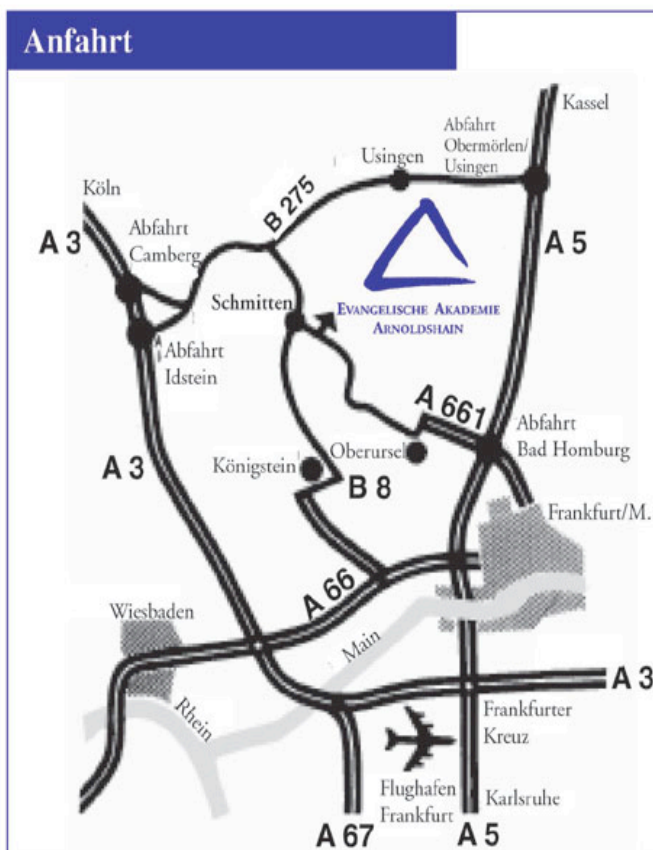 Anfahrt
Kassel
Abfahrt
Obermörlen/
Usingen
Usingen
Köln
B 275
A 3
Abfahrt
Camberg
A 5
Schmitten
EVANGELISCHE AKADEMIE
ARNOLDSHAIN
Abfahrt
Idstein
A 661
Abfahrt
Bad Homburg
A 3
Königstein
Oberursel
B 8
Frankfurt/M.
A 66
Wiesbaden
Main
Rhein
A 3
Frankfurter
Kreuz
Flughafen
Frankfurt
Karlsruhe
A 67
A 5